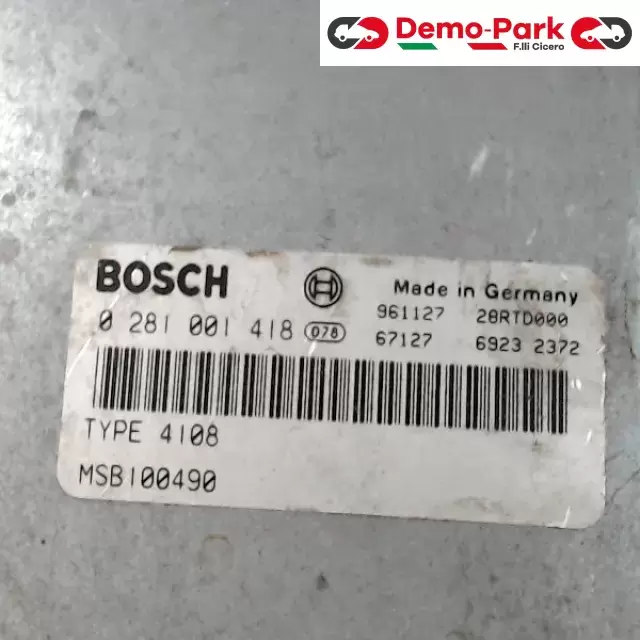 Demo-Park
F.lli Cicero
BOSCH
Made in Germany
0 281 001 418 078
961127 28RTD000
67127 6923 2372
TYPE 4108
MSB100490